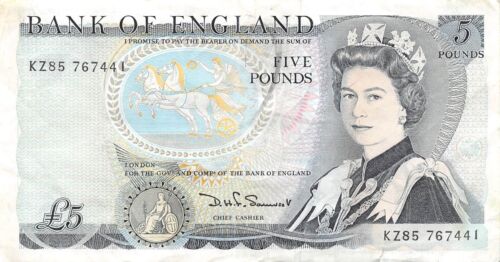 BANK OF ENGLAND
I PROMISE TO PAY THE BEARER ON DEMAND THE SUM OF
5
POUNDS
KZ85 767441
FIVE
POUNDS
LONDON
FOR THE GOVR AND COMPA OF THE BANK OF ENGLAND
£5
CHIEF CASHIER
KZ85 767441